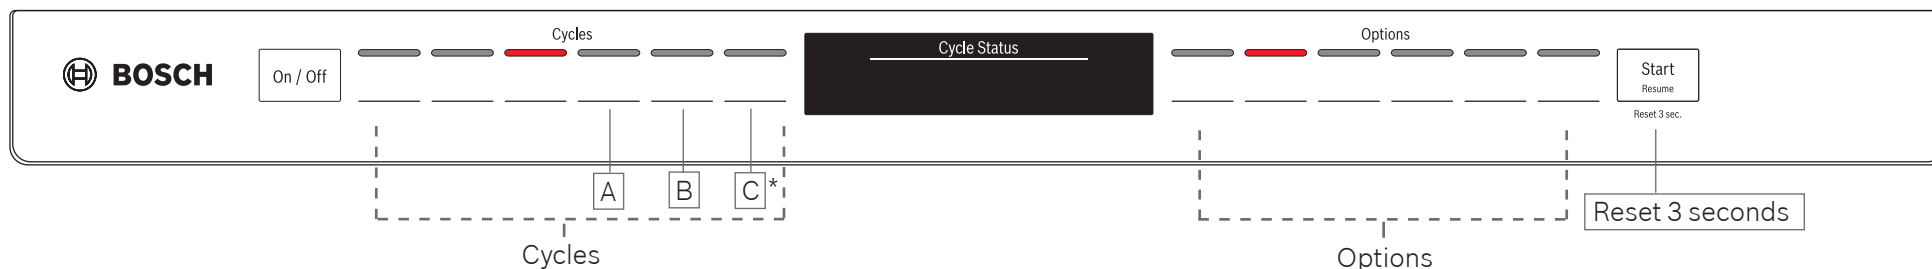 BOSCH
On / Off
Cycles
Cycle Status
Options
Start
Resume
Reset 3 sec.
A
B
C *
Cycles
Options
Reset 3 seconds